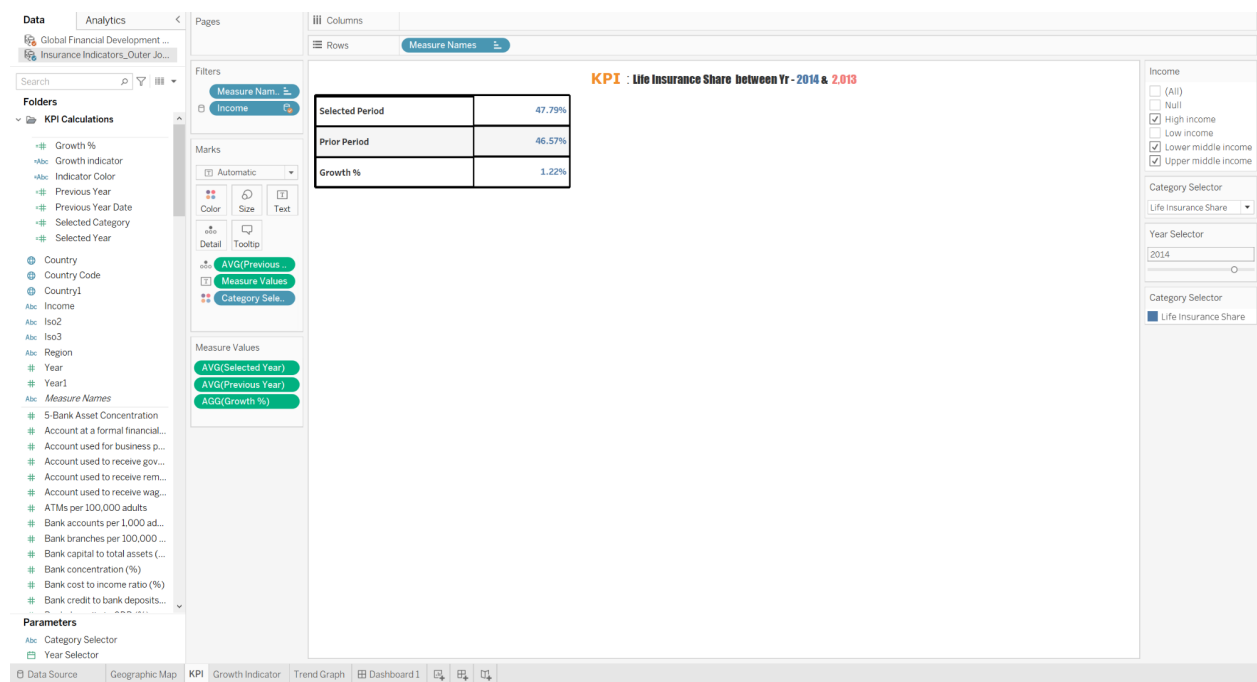 Data
Analytics
Global Financial Development ...
Insurance Indicators_Outer Jo...
Search
Folders
KPI Calculations
Growth %
Growth indicator
Indicator Color
Previous Year
Previous Year Date
Selected Category
Selected Year
Country
Country Code
Country1
Income
Iso2
Iso3
Region
Year
Year1
Measure Names
5-Bank Asset Concentration
Account at a formal financial...
Account used for business p...
Account used to receive gov...
Account used to receive rem...
Account used to receive wag...
ATMs per 100,000 adults
Bank accounts per 1,000 ad...
Bank branches per 100,000 ...
Bank capital to total assets (...
Bank concentration (%)
Bank cost to income ratio (%)
Bank credit to bank deposits...
Parameters
Category Selector
Year Selector
Pages
Filters
Measure Nam..
Income
Marks
Automatic
Color Size Text
Detail Tooltip
AVG(Previous ..
Measure Values
Category Sele..
Measure Values
AVG(Selected Year)
AVG(Previous Year)
AGG(Growth %)
Columns
Rows
Measure Names
KPI : Life Insurance Share between Yr - 2014 & 2,013
Selected Period 47.79%
Prior Period 46.57%
Growth % 1.22%
Income
(All)
Null
High income
Low income
Lower middle income
Upper middle income
Category Selector
Life Insurance Share
Year Selector
2014
Category Selector
Life Insurance Share
Data Source
Geographic Map
KPI
Growth Indicator
Trend Graph
Dashboard 1